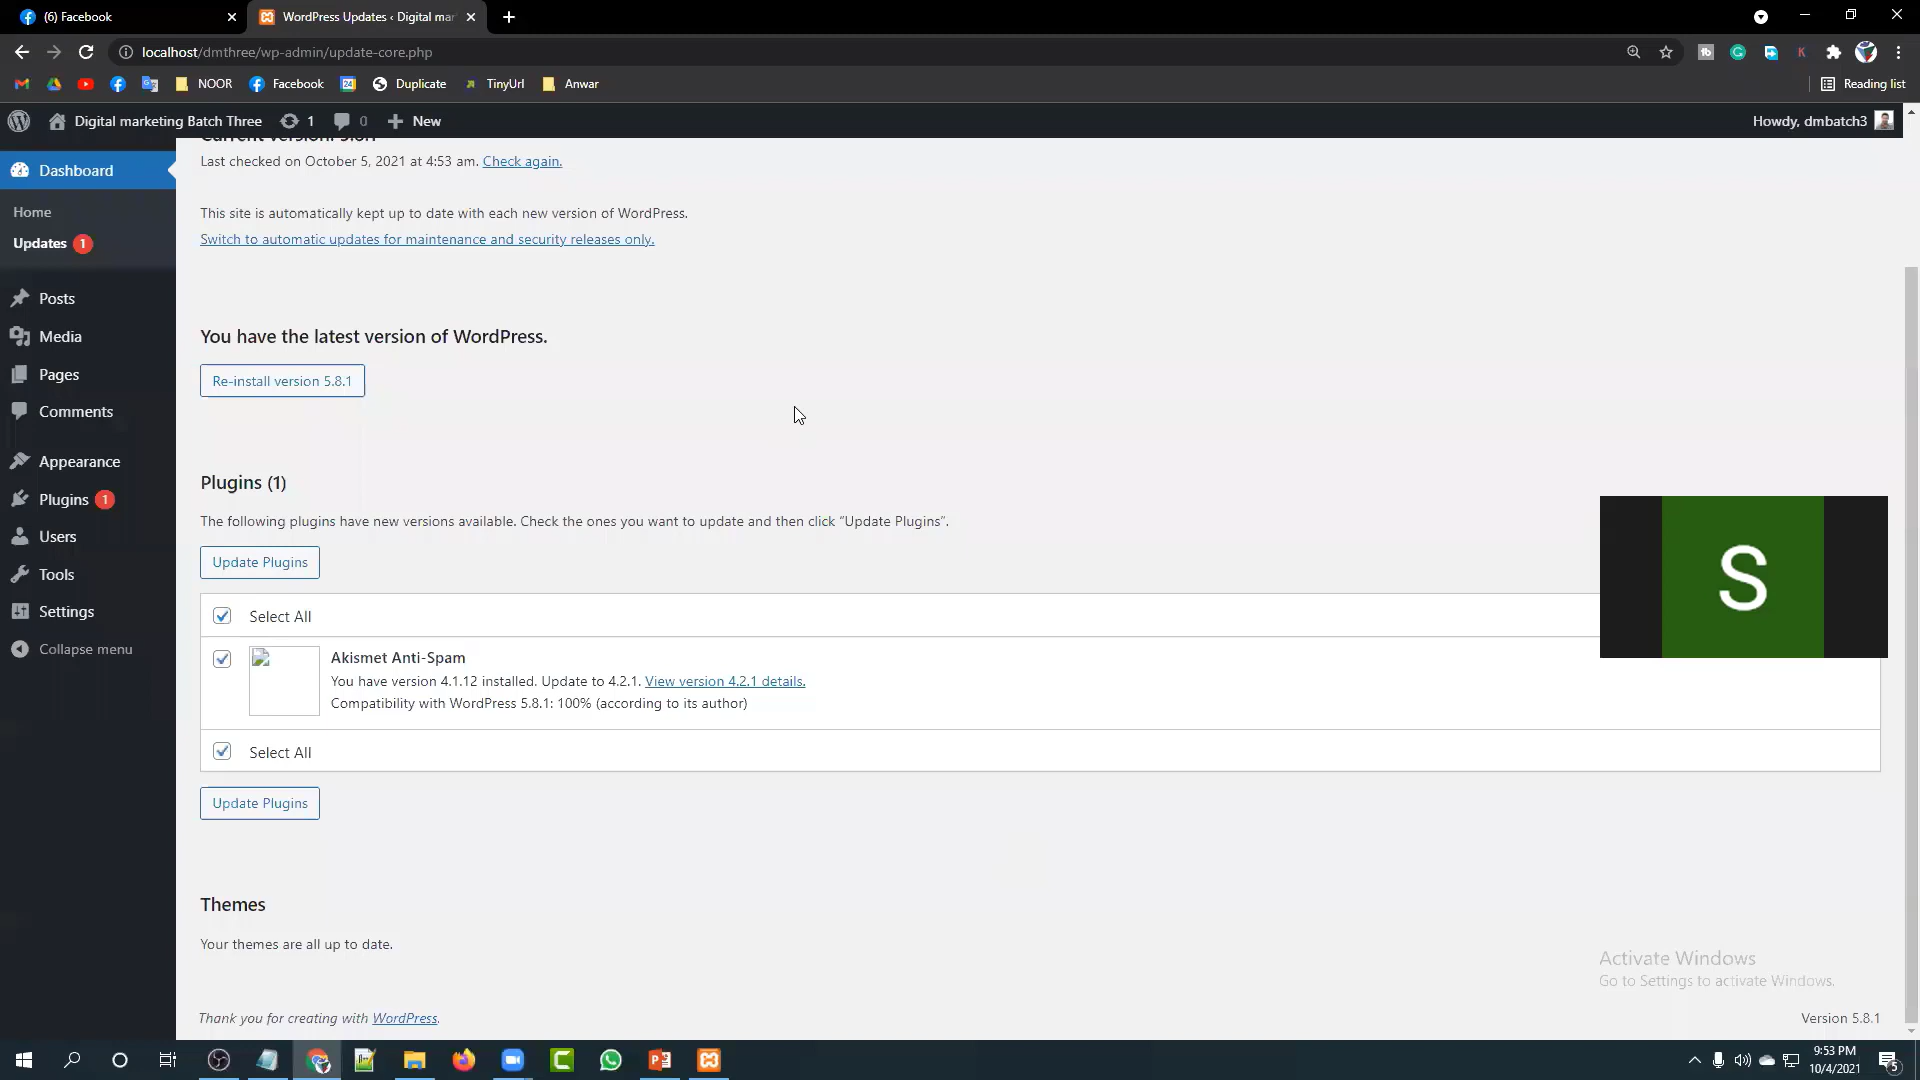 (6) Facebook
WordPress Updates ‹ Digital mar
localhost/dmthree/wp-admin/update-core.php
NOOR
Facebook
24
Duplicate
TinyUrl
Anwar
Reading list
Digital marketing Batch Three
1
0
New
Howdy, dmbatch3
Dashboard
Home
Updates 1
Posts
Media
Pages
Comments
Appearance
Plugins 1
Users
Tools
Settings
Collapse menu
Last checked on October 5, 2021 at 4:53 am. Check again.
This site is automatically kept up to date with each new version of WordPress.
Switch to automatic updates for maintenance and security releases only.
You have the latest version of WordPress.
Re-install version 5.8.1
Plugins (1)
The following plugins have new versions available. Check the ones you want to update and then click “Update Plugins”.
Update Plugins
Select All
Akismet Anti-Spam
You have version 4.1.12 installed. Update to 4.2.1. View version 4.2.1 details.
Compatibility with WordPress 5.8.1: 100% (according to its author)
Select All
Update Plugins
S
Themes
Your themes are all up to date.
Activate Windows
Go to Settings to activate Windows.
Thank you for creating with WordPress.
Version 5.8.1
9:53 PM
10/4/2021
5